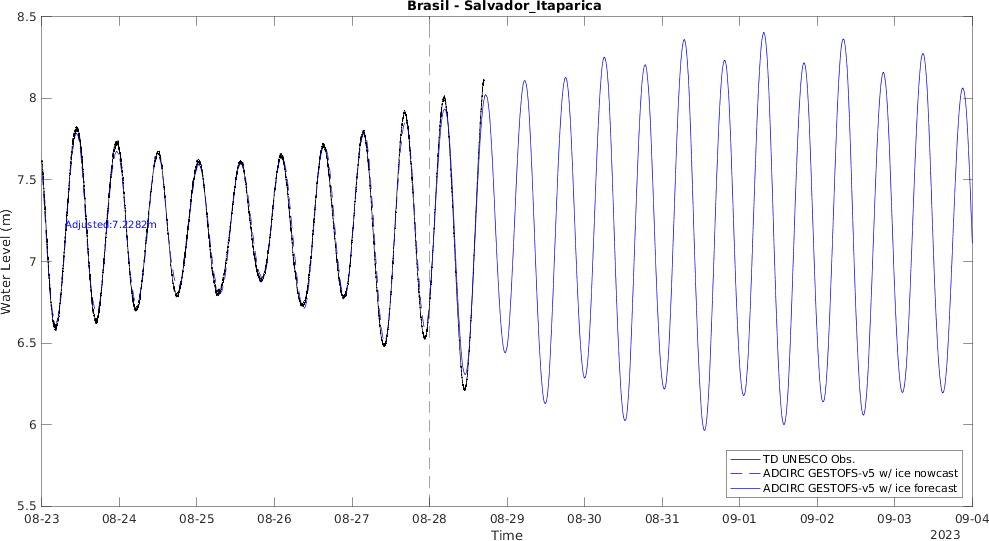 Brasil - Salvador_Itaparica
Water Level (m)
8.5
8
7.5
7
6.5
6
5.5
Adjusted:7.2282m
TD UNESCO Obs.
ADCIRC GESTOFS-v5 w/ ice nowcast
ADCIRC GESTOFS-v5 w/ ice forecast
08-23 08-24 08-25 08-26 08-27 08-28 08-29 08-30 08-31 09-01 09-02 09-03 09-04
Time
2023